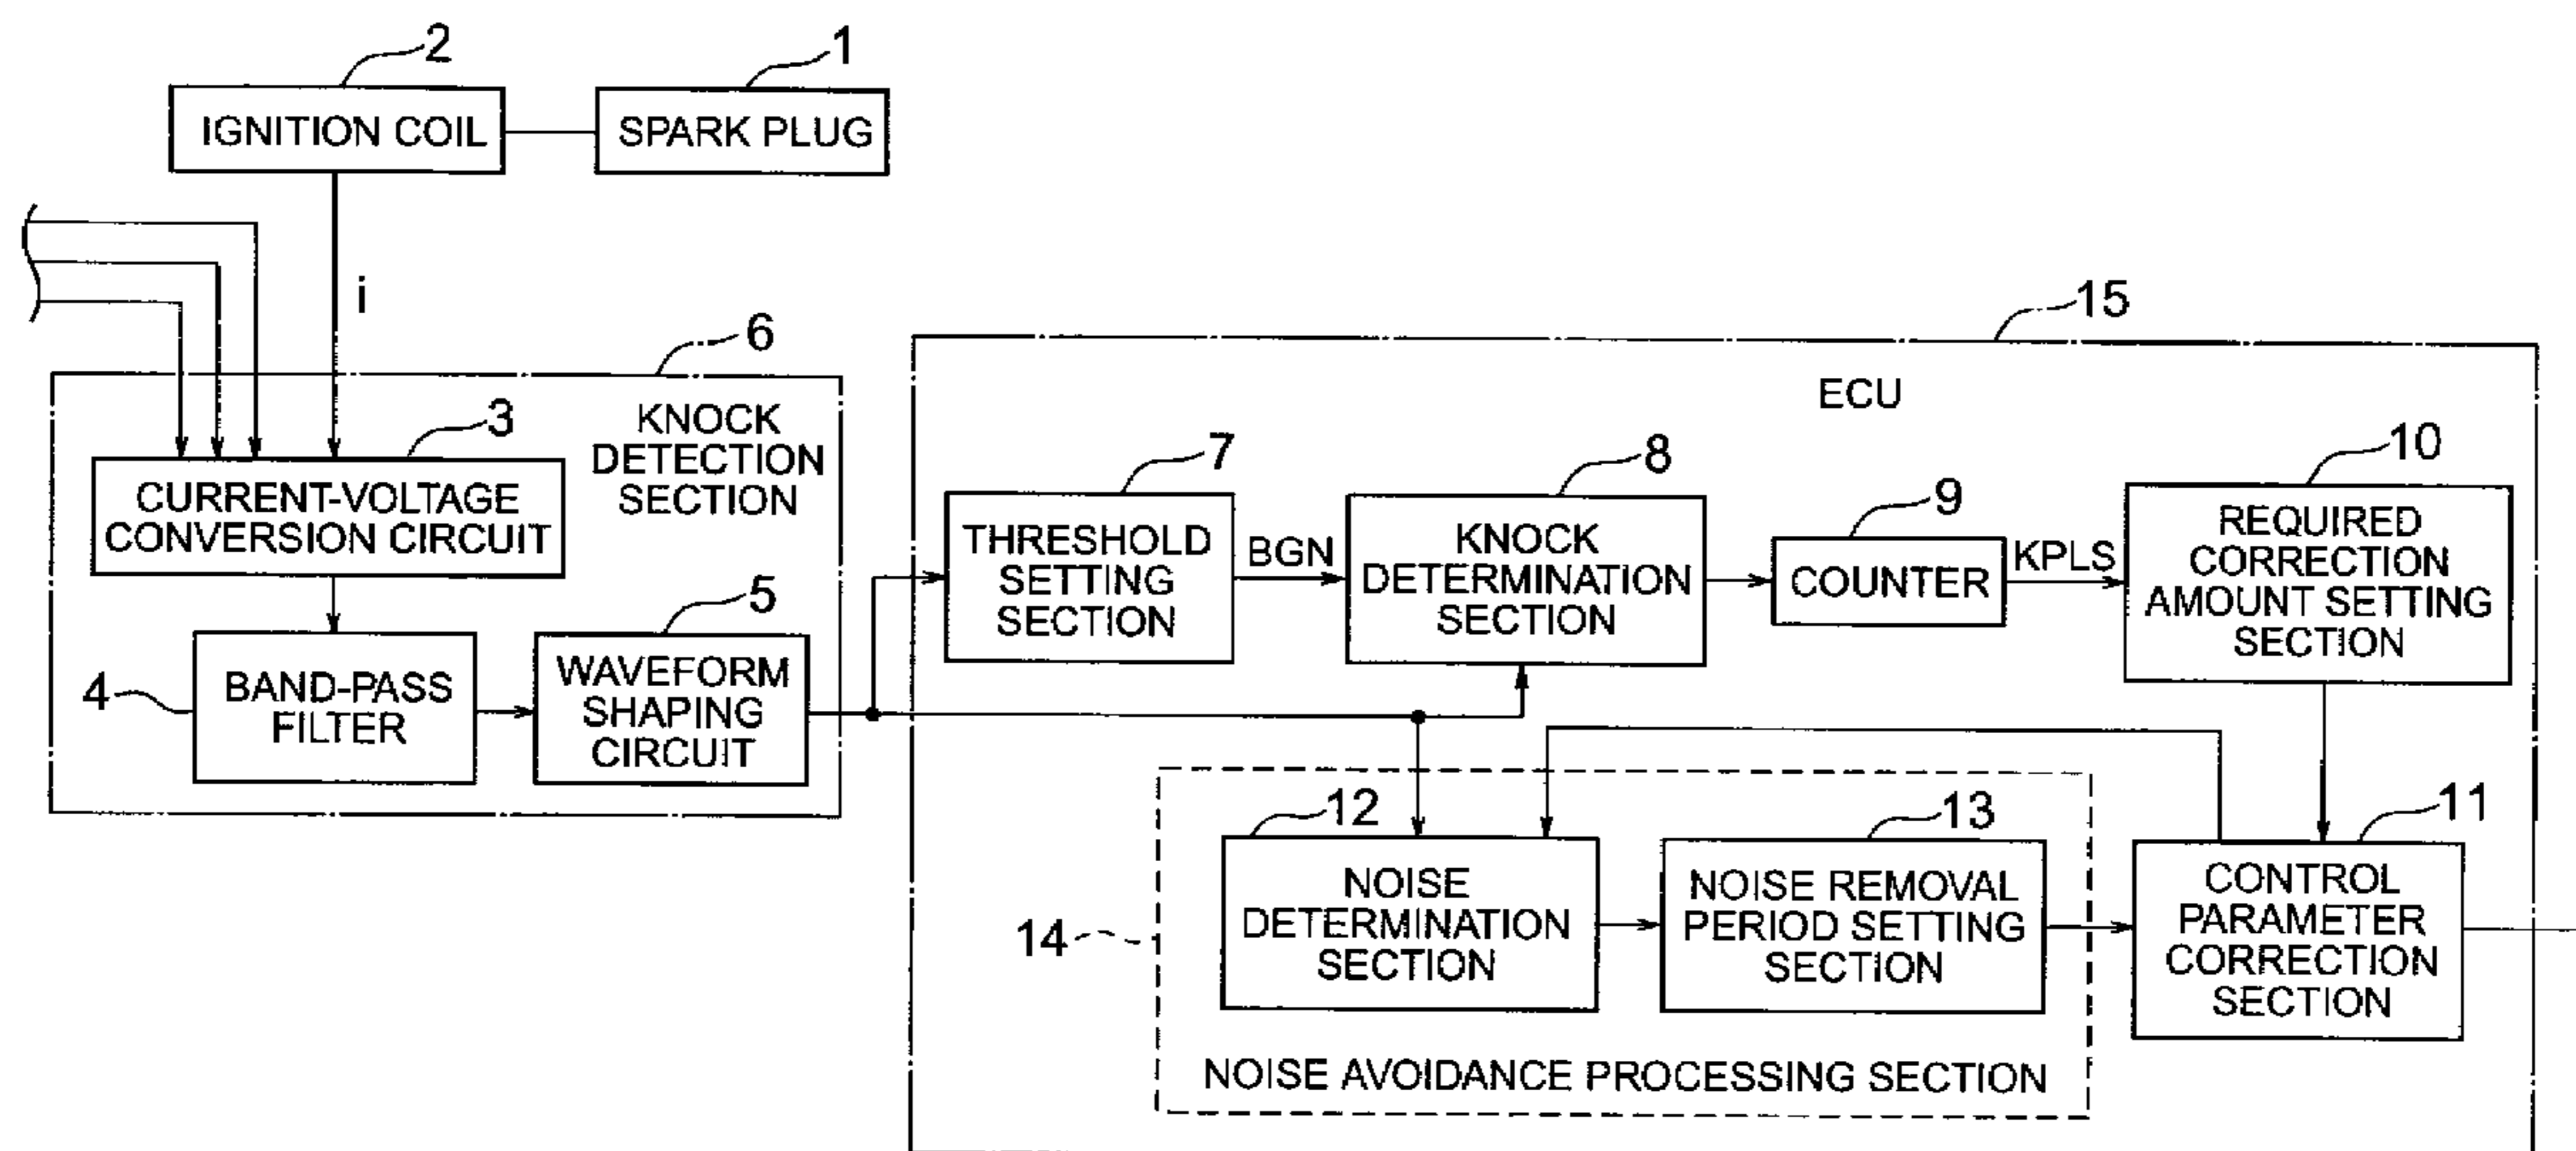 2
1
IGNITION COIL
SPARK PLUG
i
15
6
ECU
KNOCK
DETECTION
SECTION
3
CURRENT-VOLTAGE
CONVERSION CIRCUIT
4
BAND-PASS
FILTER
5
WAVEFORM
SHAPING
CIRCUIT
7
THRESHOLD
SETTING
SECTION
BGN
8
KNOCK
DETERMINATION
SECTION
9
COUNTER
KPLS
10
REQUIRED
CORRECTION
AMOUNT SETTING
SECTION
12
NOISE
DETERMINATION
SECTION
13
NOISE REMOVAL
PERIOD SETTING
SECTION
11
CONTROL
PARAMETER
CORRECTION
SECTION
14
NOISE AVOIDANCE PROCESSING SECTION